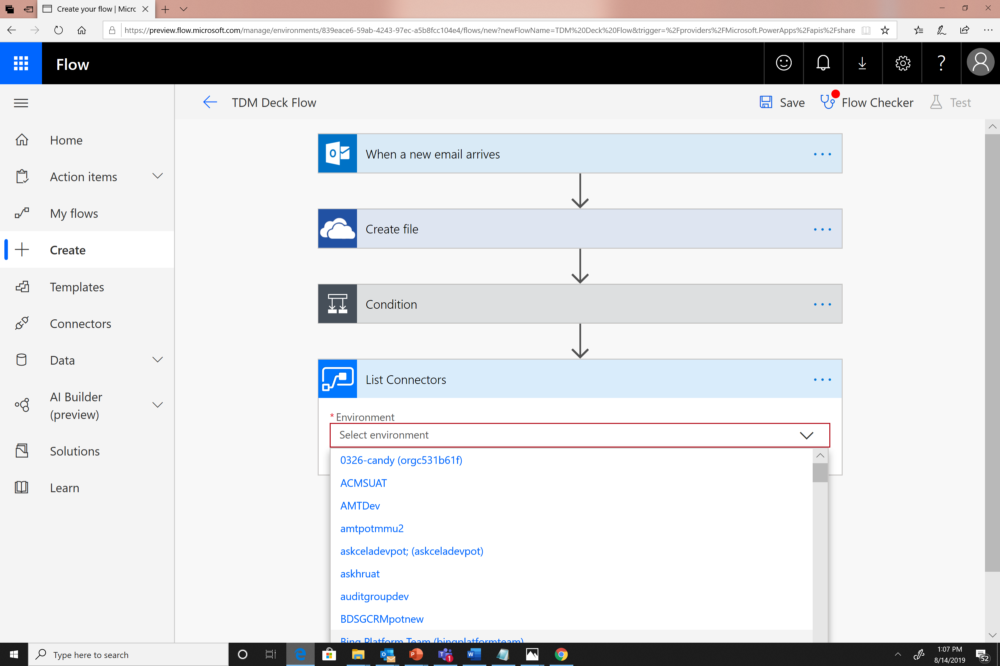 Create your flow | Micr
https://preview.flow.microsoft.com/manage/environments/839eace6-59ab-4243-97ec-a5b8fcc104e4/flows/new?newFlowName=TDM%20Deck%20Flow&trigger=%2Fproviders%2FMicrosoft.PowerApps%2Fapis%2Fshare
Flow
?
TDM Deck Flow
Save
Flow Checker
Test
Home
Action items
My flows
Create
Templates
Connectors
Data
AI Builder
(preview)
Solutions
Learn
When a new email arrives
Create file
Condition
List Connectors
* Environment
Select environment
0326-candy (orgc531b61f)
ACMSUAT
AMTDev
amtpotmmu2
askceladevpot; (askceladevpot)
askhruat
auditgroupdev
BDSGCRMpotnew
Bing Platform Team (bingplatformteam)
Type here to search
1
1:07 PM
8/14/2019
52